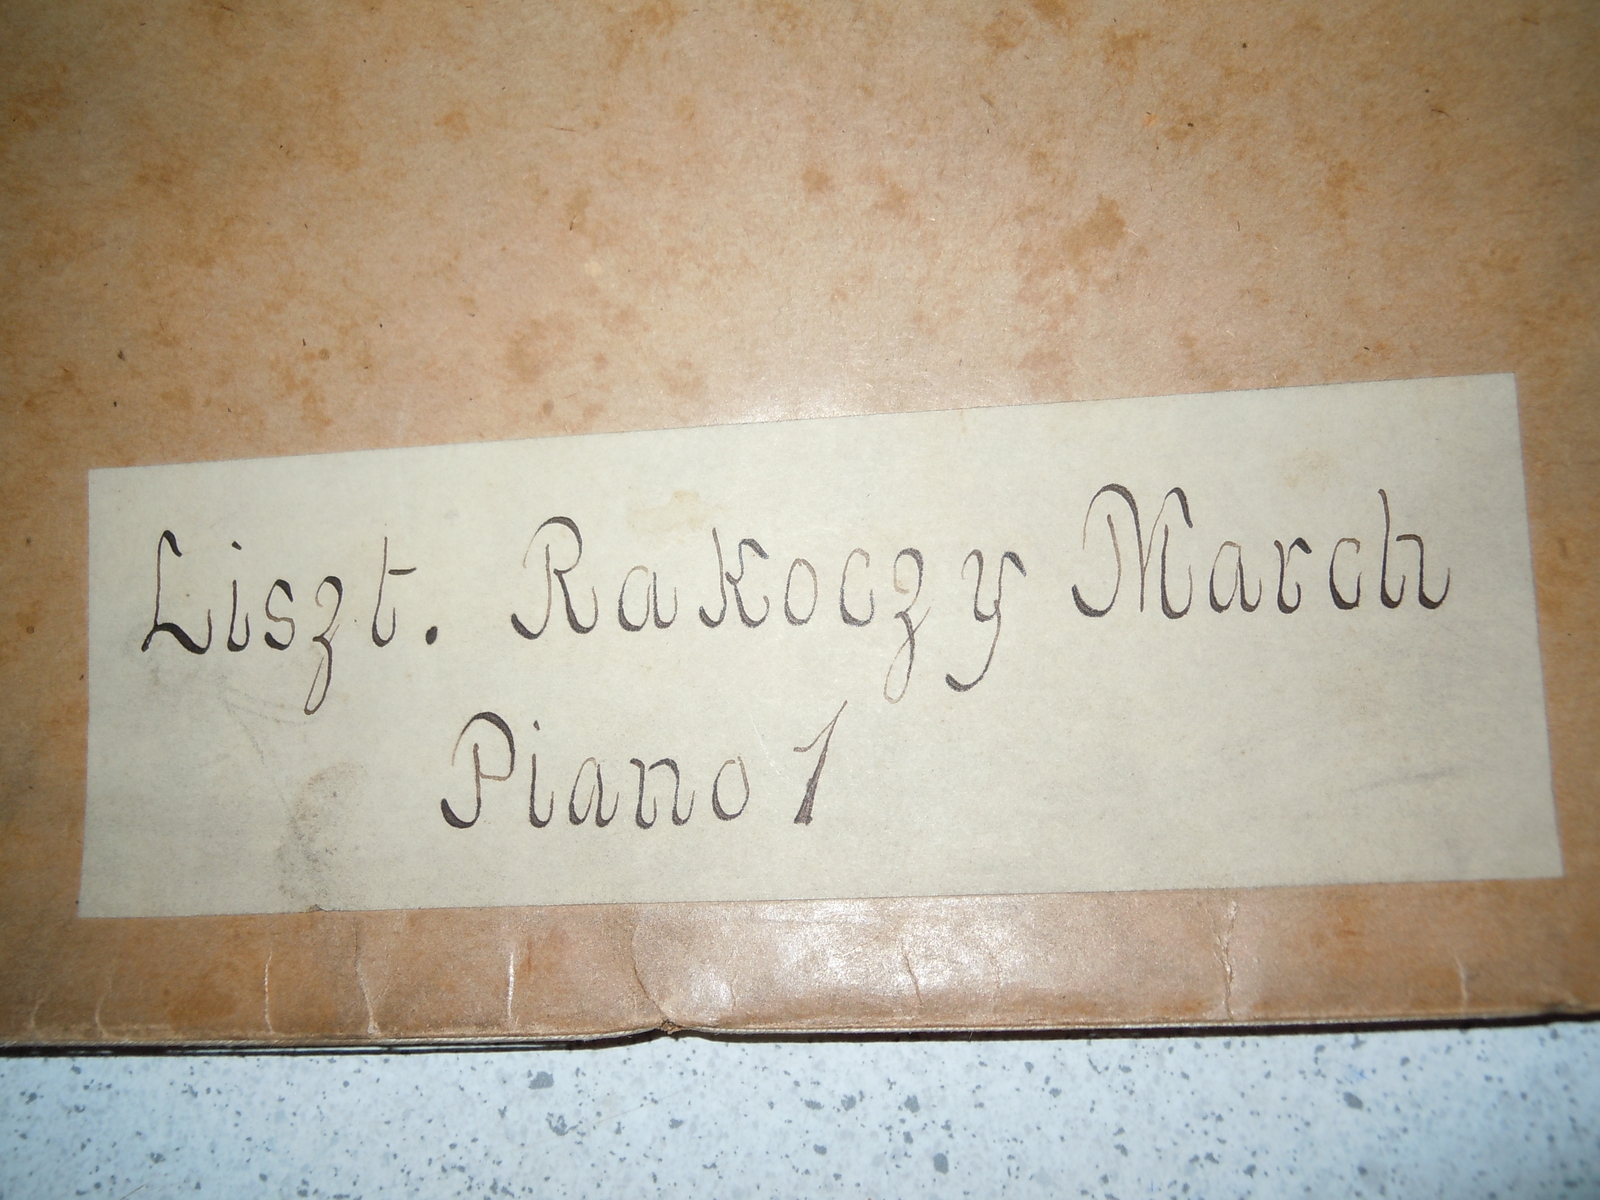 Liszt. Rakoczy March
Piano 1